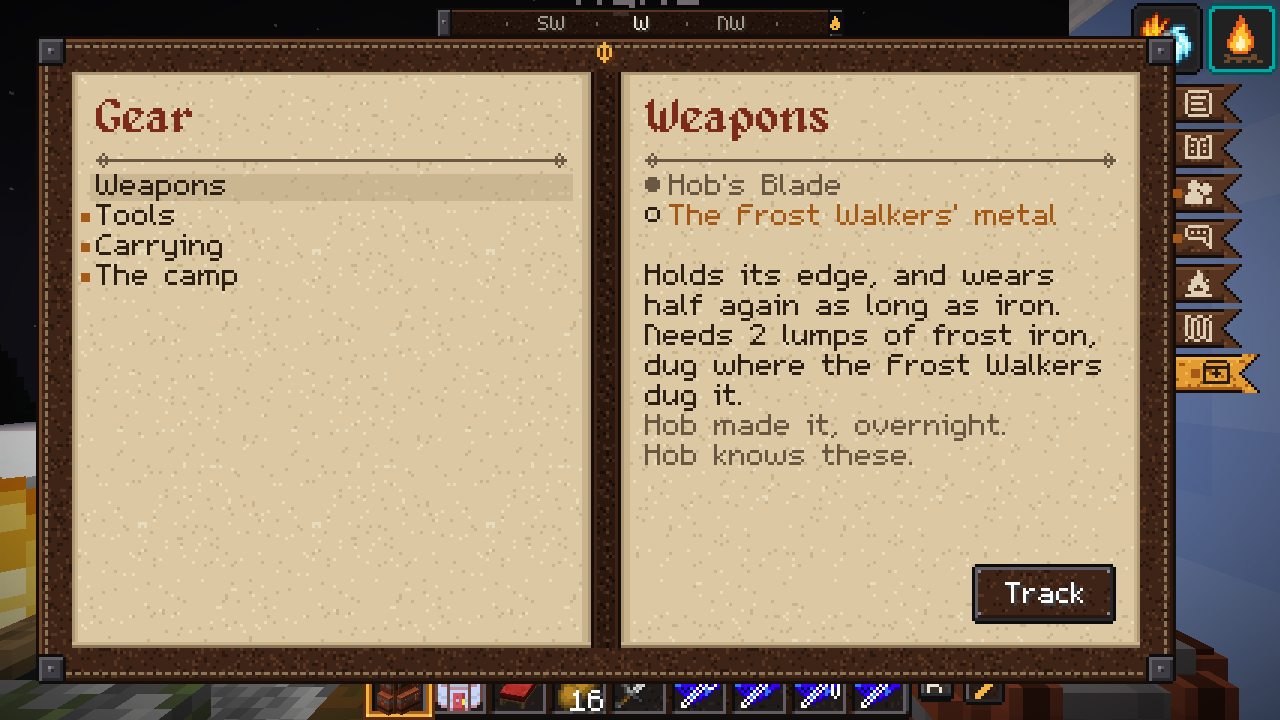 SW W NW
Gear
Weapons
Tools
Carrying
The camp
Weapons
Hob's Blade
The Frost Walkers' metal
Holds its edge, and wears
half again as long as iron.
Needs 2 lumps of frost iron,
dug where the Frost Walkers
dug it.
Hob made it, overnight.
Hob knows these.
Track
16